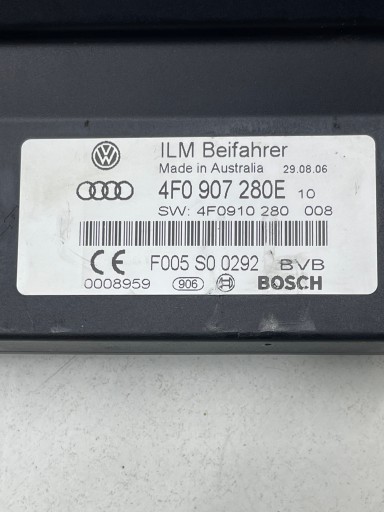 ILM Beifahrer
Made in Australia 29.08.06
4F0 907 280E 10
SW: 4F0910 280 008
CE F005 S0 0292 BVB
0008959 906 BOSCH